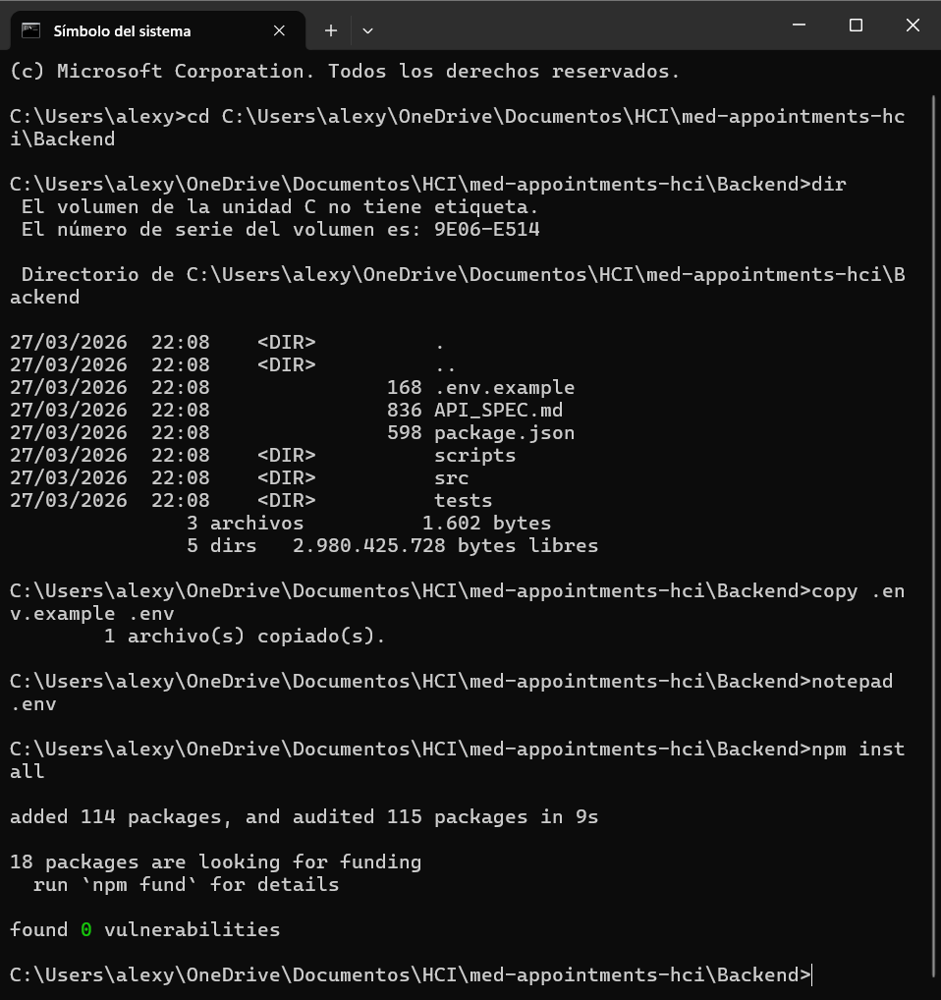 Símbolo del sistema
(c) Microsoft Corporation. Todos los derechos reservados.
C:\Users\alexy>cd C:\Users\alexy\OneDrive\Documentos\HCI\med-appointments-hc
i\Backend
C:\Users\alexy\OneDrive\Documentos\HCI\med-appointments-hci\Backend>dir
 El volumen de la unidad C no tiene etiqueta.
 El número de serie del volumen es: 9E06-E514
 Directorio de C:\Users\alexy\OneDrive\Documentos\HCI\med-appointments-hci\B
ackend
27/03/2026  22:08    <DIR>          .
27/03/2026  22:08    <DIR>          ..
27/03/2026  22:08               168 .env.example
27/03/2026  22:08               836 API_SPEC.md
27/03/2026  22:08               598 package.json
27/03/2026  22:08    <DIR>          scripts
27/03/2026  22:08    <DIR>          src
27/03/2026  22:08    <DIR>          tests
               3 archivos          1.602 bytes
               5 dirs   2.980.425.728 bytes libres
C:\Users\alexy\OneDrive\Documentos\HCI\med-appointments-hci\Backend>copy .en
v.example .env
        1 archivo(s) copiado(s).
C:\Users\alexy\OneDrive\Documentos\HCI\med-appointments-hci\Backend>notepad
.env
C:\Users\alexy\OneDrive\Documentos\HCI\med-appointments-hci\Backend>npm inst
all
added 114 packages, and audited 115 packages in 9s
18 packages are looking for funding
  run `npm fund` for details
found 0 vulnerabilities
C:\Users\alexy\OneDrive\Documentos\HCI\med-appointments-hci\Backend>